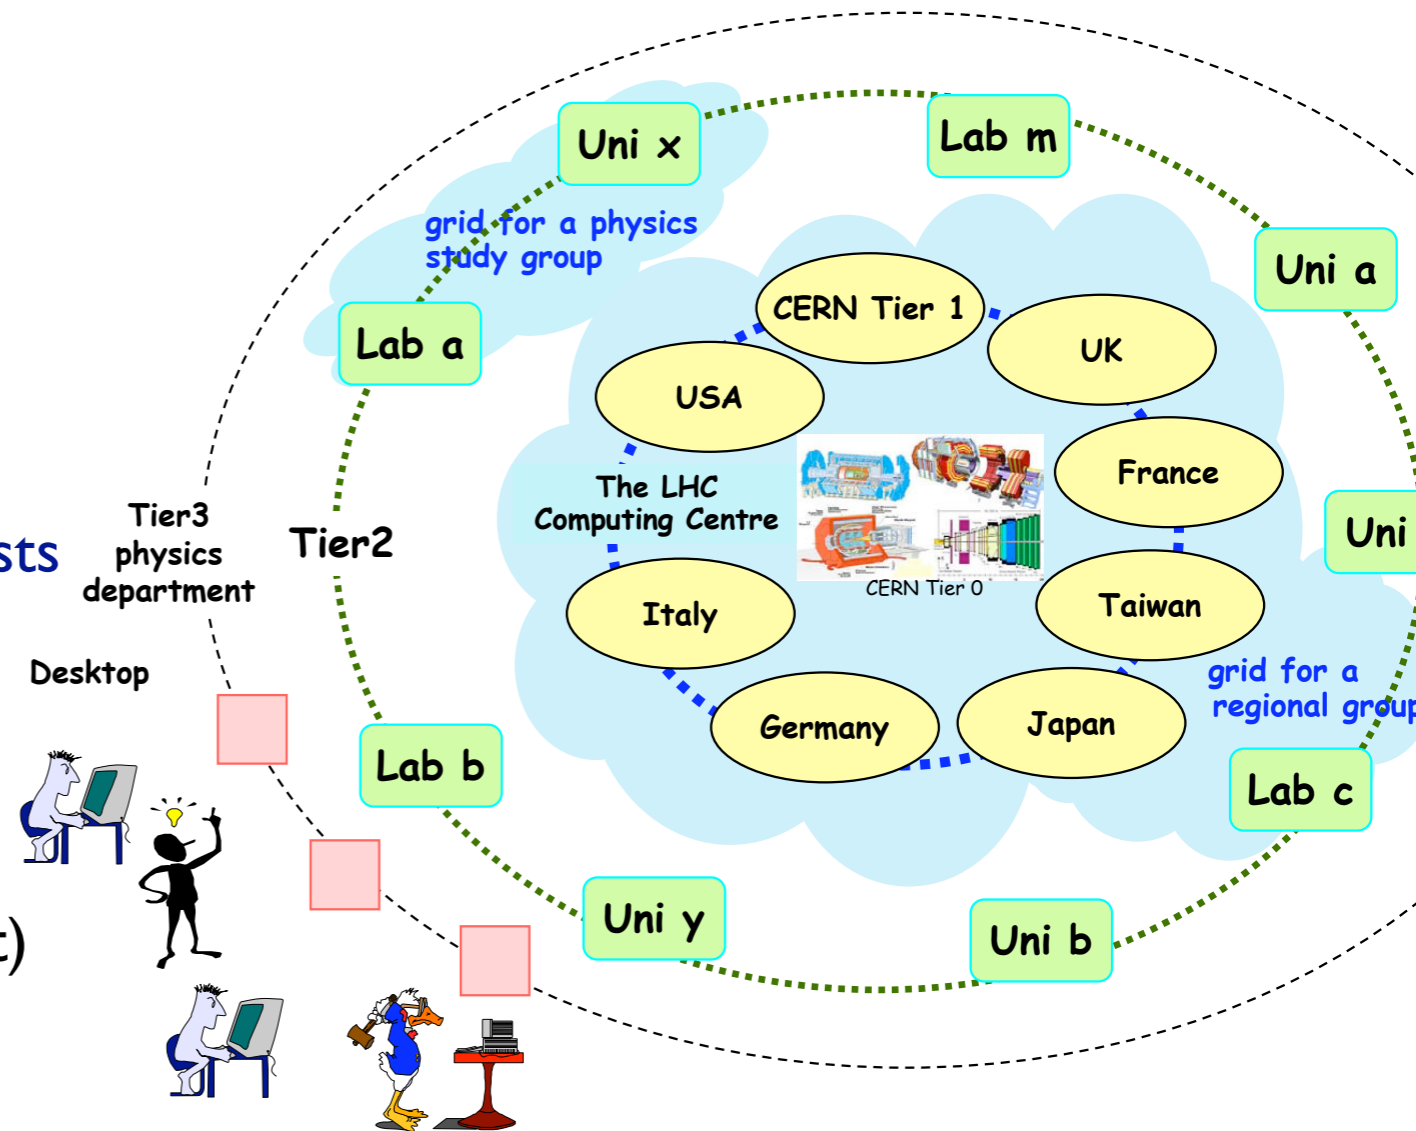 Uni x
Lab m
grid for a physics
study group
Uni a
CERN Tier 1
Lab a
UK
USA
France
The LHC
Computing Centre
Tier3
physics
department
Tier2
Uni
sts
CERN Tier 0
Italy
Taiwan
Desktop
grid for a
regional group
Germany
Japan
Lab b
Lab c
Uni y
Uni b
t)